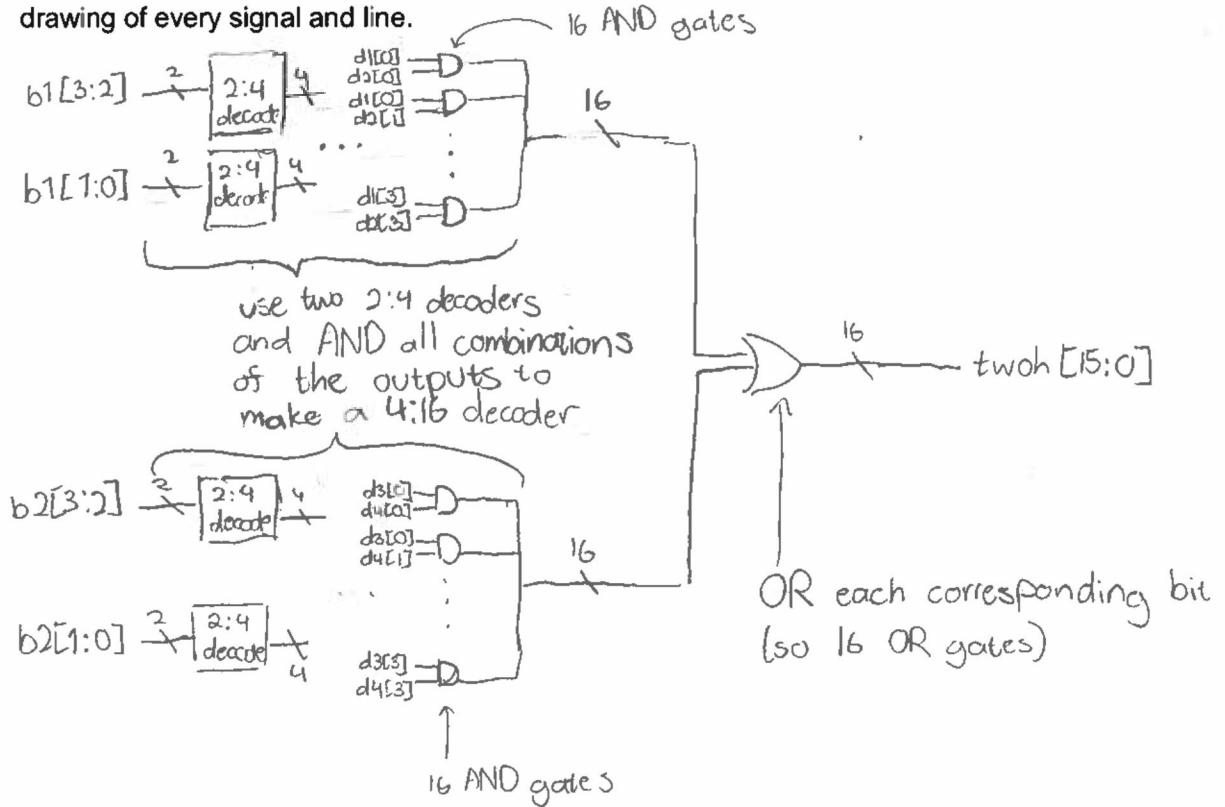 drawing of every signal and line.
16 AND gates
b1[3:2]
2
2:4
decode
4
d1[0]
d2[0]
d1[0]
d2[1]
16
b1[1:0]
2
2:4
decode
4
...
d1[3]
d2[3]
use two 2:4 decoders
and AND all combinations
of the outputs to
make a 4:16 decoder
16
twoh [15:0]
b2[3:2]
2
2:4
decode
4
d3[0]
d4[0]
d3[0]
d4[1]
16
b2[1:0]
2
2:4
decode
4
d3[3]
d4[3]
OR each corresponding bit
(so 16 OR gates)
16 AND gates